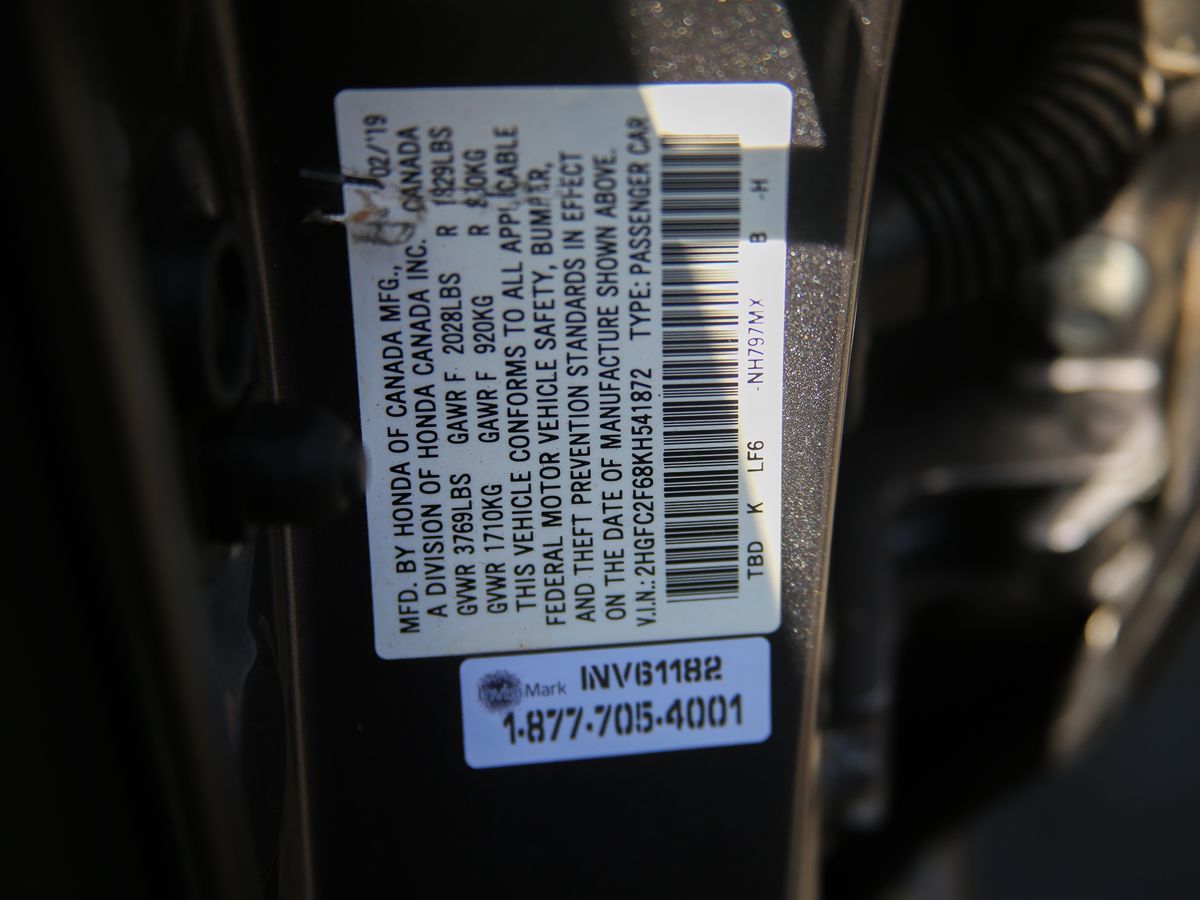 MFD. BY HONDA OF CANADA MFG., 02/'19
A DIVISION OF HONDA CANADA INC. CANADA
GVWR 3769LBS GAWR F 2028LBS R 1829LBS
GVWR 1710KG GAWR F 920KG R 830KG
THIS VEHICLE CONFORMS TO ALL APPLICABLE
FEDERAL MOTOR VEHICLE SAFETY, BUMPER,
AND THEFT PREVENTION STANDARDS IN EFFECT
ON THE DATE OF MANUFACTURE SHOWN ABOVE.
V.I.N.: 2HGFC2F68KH541872 TYPE: PASSENGER CAR
TBD K LF6 -NH797MX B -H
Mark INV61182
1-877-705-4001